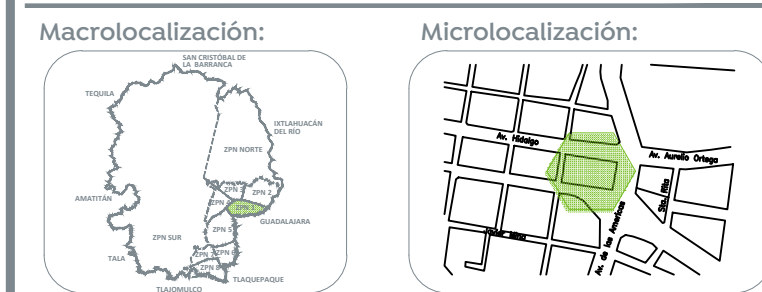 Macrolocalización:
SAN CRISTÓBAL DE
LA BARRANCA
TEQUILA
IXTLAHUACÁN
DEL RÍO
ZPN NORTE
ZPN 3
ZPN 2
AMATITÁN
ZPN 1
GUADALAJARA
ZPN 5
ZPN SUR
ZPN 6
TALA
ZPN 8
TLAQUEPAQUE
TLAJOMULCO
Microlocalización:
Av. Hidalgo
Av. Aurelio Ortega
Sta. Rita
Javier Mina
Av. de las Americas